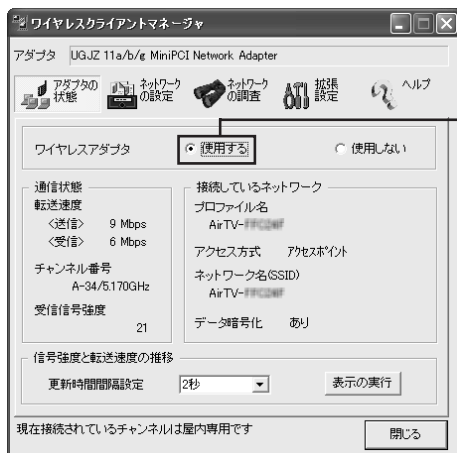 ワイヤレスクライアントマネージャ
アダプタ UGJZ 11a/b/g MiniPCI Network Adapter
アダプタの状態
ネットワークの設定
ネットワークの調査
拡張設定
ヘルプ
ワイヤレスアダプタ 使用する 使用しない
通信状態
転送速度
<送信> 9 Mbps
<受信> 6 Mbps
チャンネル番号
A-34/5.170GHz
受信信号強度
21
接続しているネットワーク
プロファイル名
AirTV-
アクセス方式 アクセスポイント
ネットワーク名(SSID)
AirTV-
データ暗号化 あり
信号強度と転送速度の推移
更新時間間隔設定 2秒 表示の実行
現在接続されているチャンネルは屋内専用です
閉じる